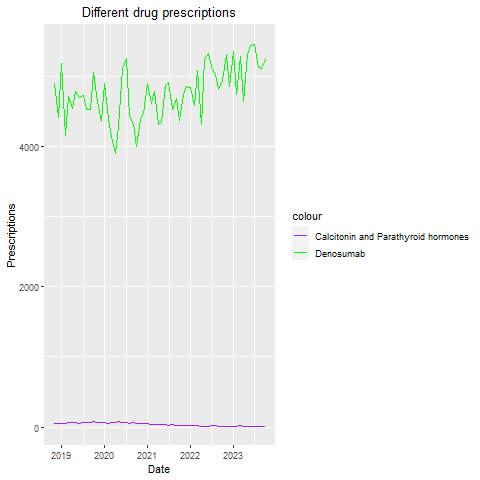 Different drug prescriptions
Prescriptions
4000
2000
0
2019
2020
2021
2022
2023
Date
colour
Calcitonin and Parathyroid hormones
Denosumab